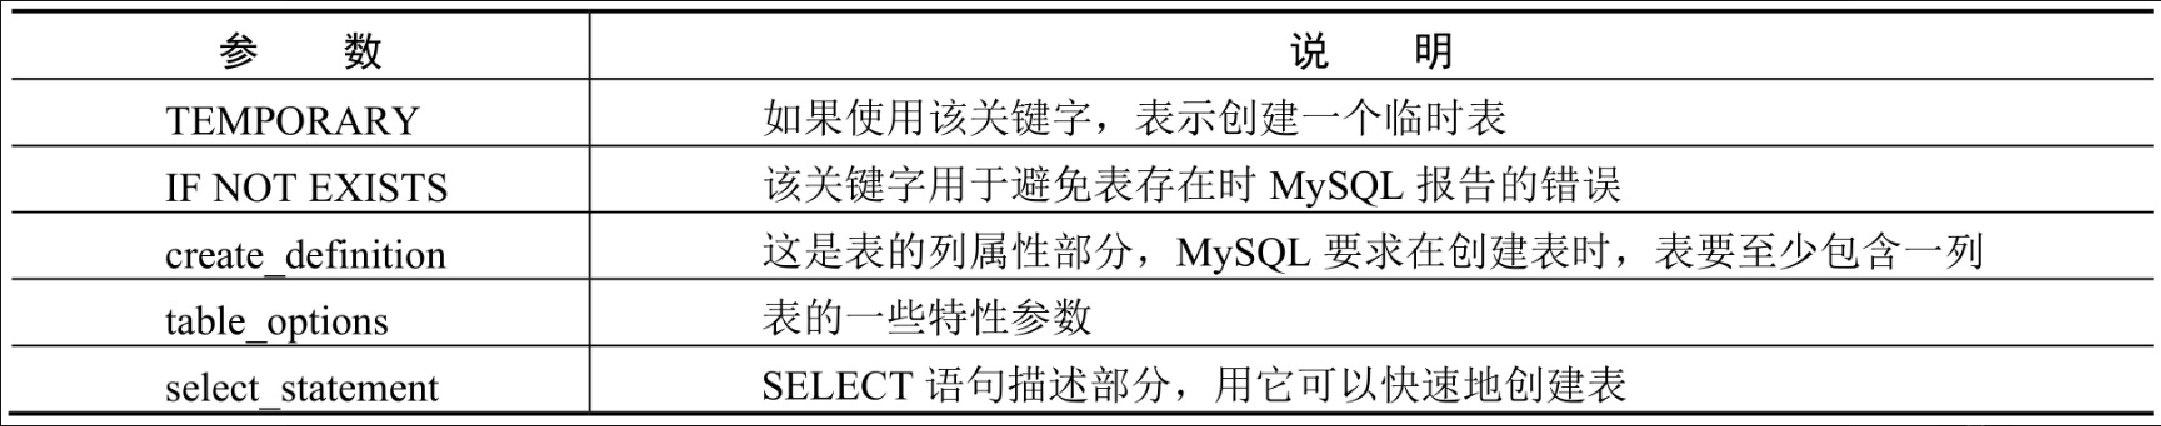 参 数 说 明
TEMPORARY 如果使用该关键字，表示创建一个临时表
IF NOT EXISTS 该关键字用于避免表存在时 MySQL 报告的错误
create_definition 这是表的列属性部分，MySQL 要求在创建表时，表要至少包含一列
table_options 表的一些特性参数
select_statement SELECT 语句描述部分，用它可以快速地创建表